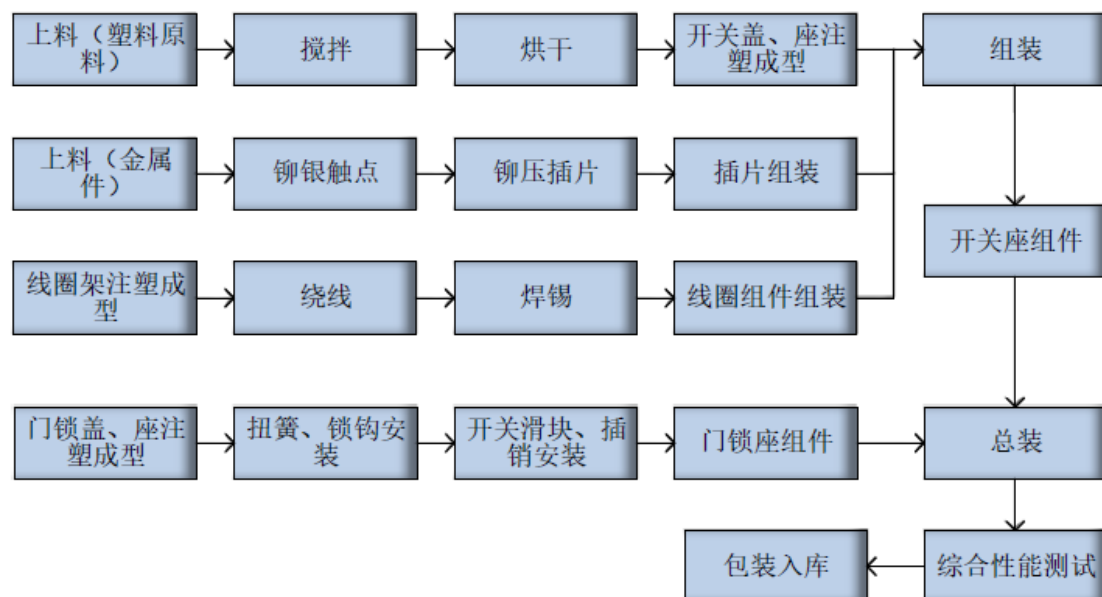 上料（塑料原
料）
搅拌
烘干
开关盖、座注
塑成型
组装
上料（金属
件）
铆银触点
铆压插片
插片组装
开关座组件
线圈架注塑成
型
绕线
焊锡
线圈组件组装
门锁盖、座注
塑成型
扭簧、锁钩安
装
开关滑块、插
销安装
门锁座组件
总装
包装入库
综合性能测试